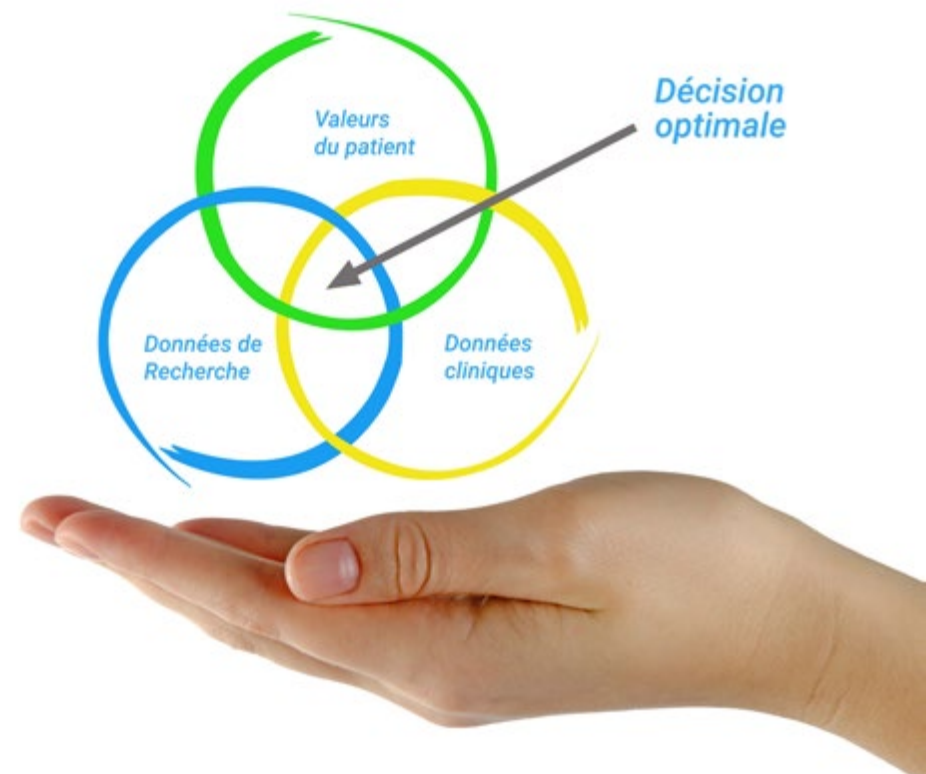 Décision
optimale
Valeurs
du patient
Données de
Recherche
Données
cliniques